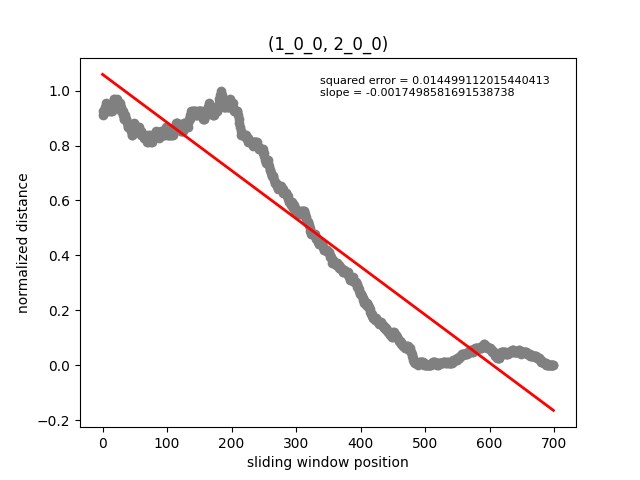 (1_0_0, 2_0_0)
squared error = 0.014499112015440413
slope = -0.0017498581691538738
1.0
0.8
0.6
0.4
0.2
0.0
−0.2
normalized distance
0 100 200 300 400 500 600 700
sliding window position